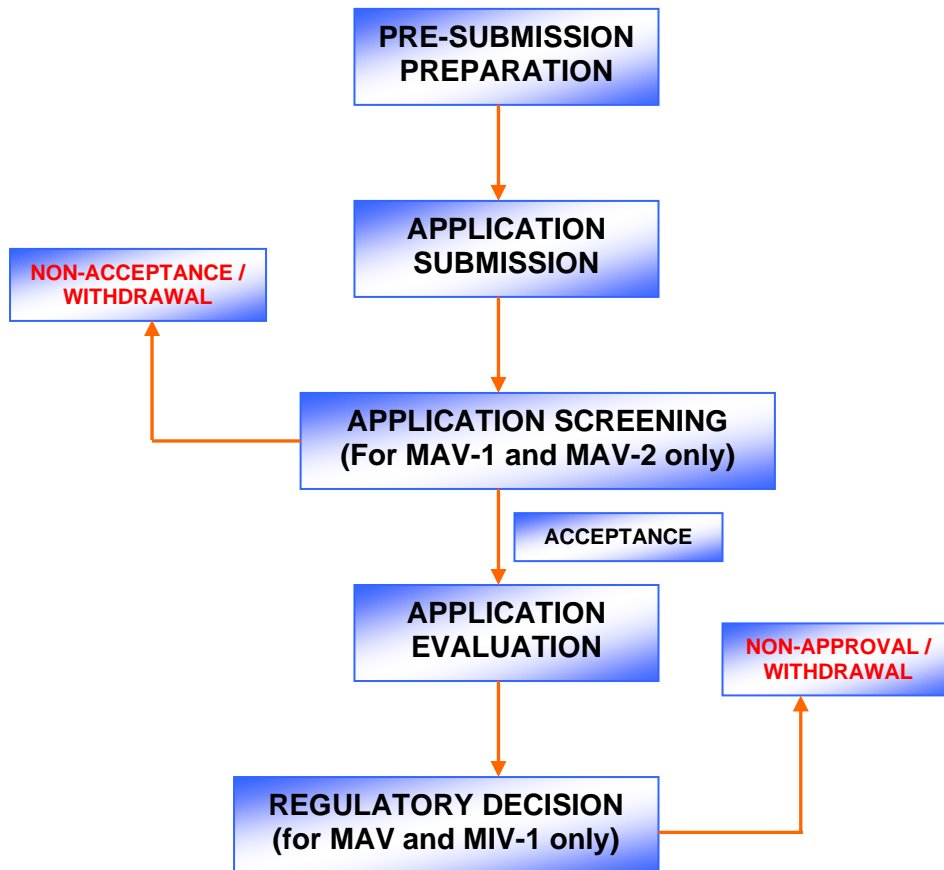 PRE-SUBMISSION
PREPARATION
APPLICATION
SUBMISSION
NON-ACCEPTANCE /
WITHDRAWAL
APPLICATION SCREENING
(For MAV-1 and MAV-2 only)
ACCEPTANCE
APPLICATION
EVALUATION
NON-APPROVAL /
WITHDRAWAL
REGULATORY DECISION
(for MAV and MIV-1 only)